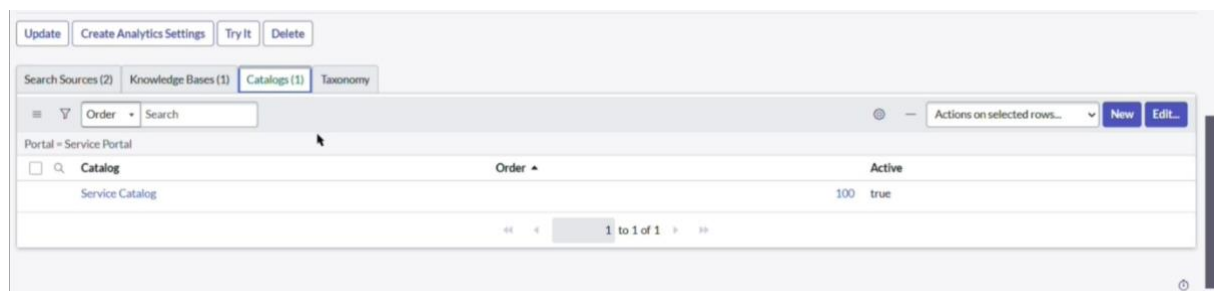 Update Create Analytics Settings Try It Delete
Search Sources (2) Knowledge Bases (1) Catalogs (1) Taxonomy
Order Search Actions on selected rows... New Edit...
Portal = Service Portal
Catalog Order Active
Service Catalog 100 true
1 to 1 of 1